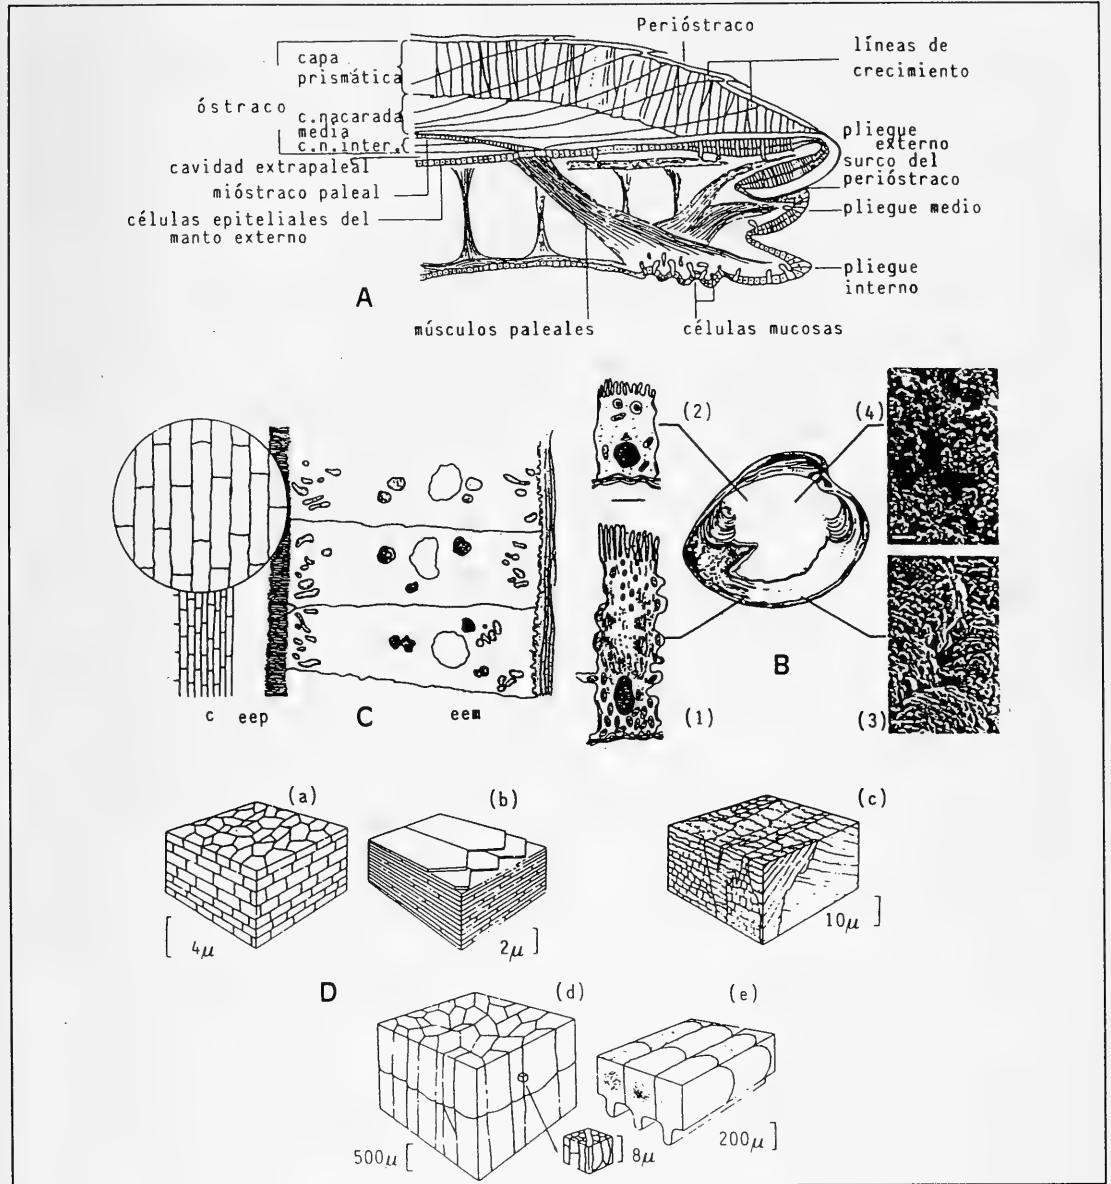 Perióstraco
capa
prismática
líneas de
crecimiento
óstraco
c.nacarada
media
c.n.inter.
cavidad extrapaleal
mióstraco paleal
células epiteliales del
manto externo
pliegue
externo
surco del
perióstraco
pliegue medio
pliegue
interno
A
músculos paleales
células mucosas
(2)
(4)
B
(1)
(3)
c
eep
C
eem
(a)
(b)
(c)
4µ
2µ
10µ
D
(d)
(e)
500µ
8µ
200µ